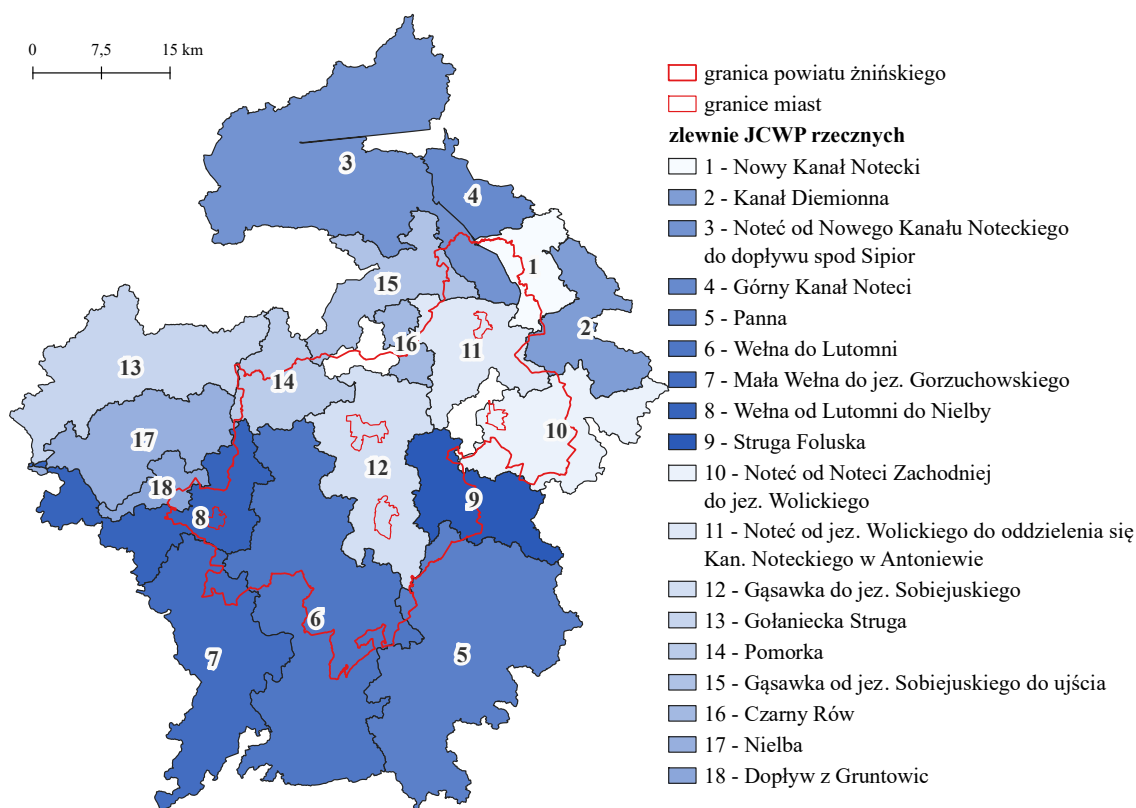 0 7,5 15 km
granica powiatu żnińskiego
granice miast
zlewnie JCWP rzecznych
1 - Nowy Kanał Notecki
2 - Kanał Diemionna
3 - Noteć od Nowego Kanału Noteckiego
do dopływu spod Sipior
4 - Górny Kanał Noteci
5 - Panna
6 - Wełna do Lutomni
7 - Mała Wełna do jez. Gorzuchowskiego
8 - Wełna od Lutomni do Nielby
9 - Struga Foluska
10 - Noteć od Noteci Zachodniej
do jez. Wolickiego
11 - Noteć od jez. Wolickiego do oddzielenia się
Kan. Noteckiego w Antoniewie
12 - Gąsawka do jez. Sobiejuskiego
13 - Gołaniecka Struga
14 - Pomorka
15 - Gąsawka od jez. Sobiejuskiego do ujścia
16 - Czarny Rów
17 - Nielba
18 - Dopływ z Gruntowic
3
4
1
15
2
16
11
13
14
10
17
12
18
9
8
6
7
5